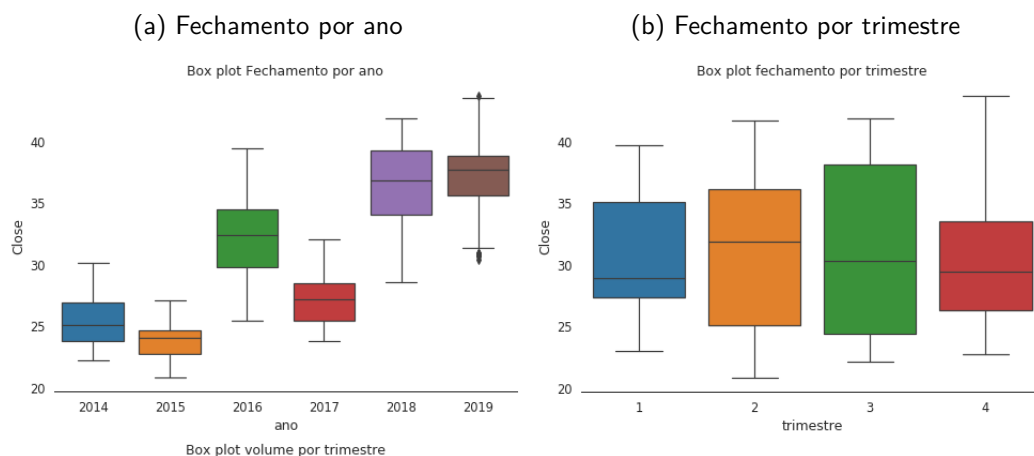 (a) Fechamento por ano
Box plot Fechamento por ano
Close
40
35
30
25
20
2014 2015 2016 2017 2018 2019
ano
Box plot volume por trimestre
(b) Fechamento por trimestre
Box plot fechamento por trimestre
Close
40
35
30
25
20
1 2 3 4
trimestre